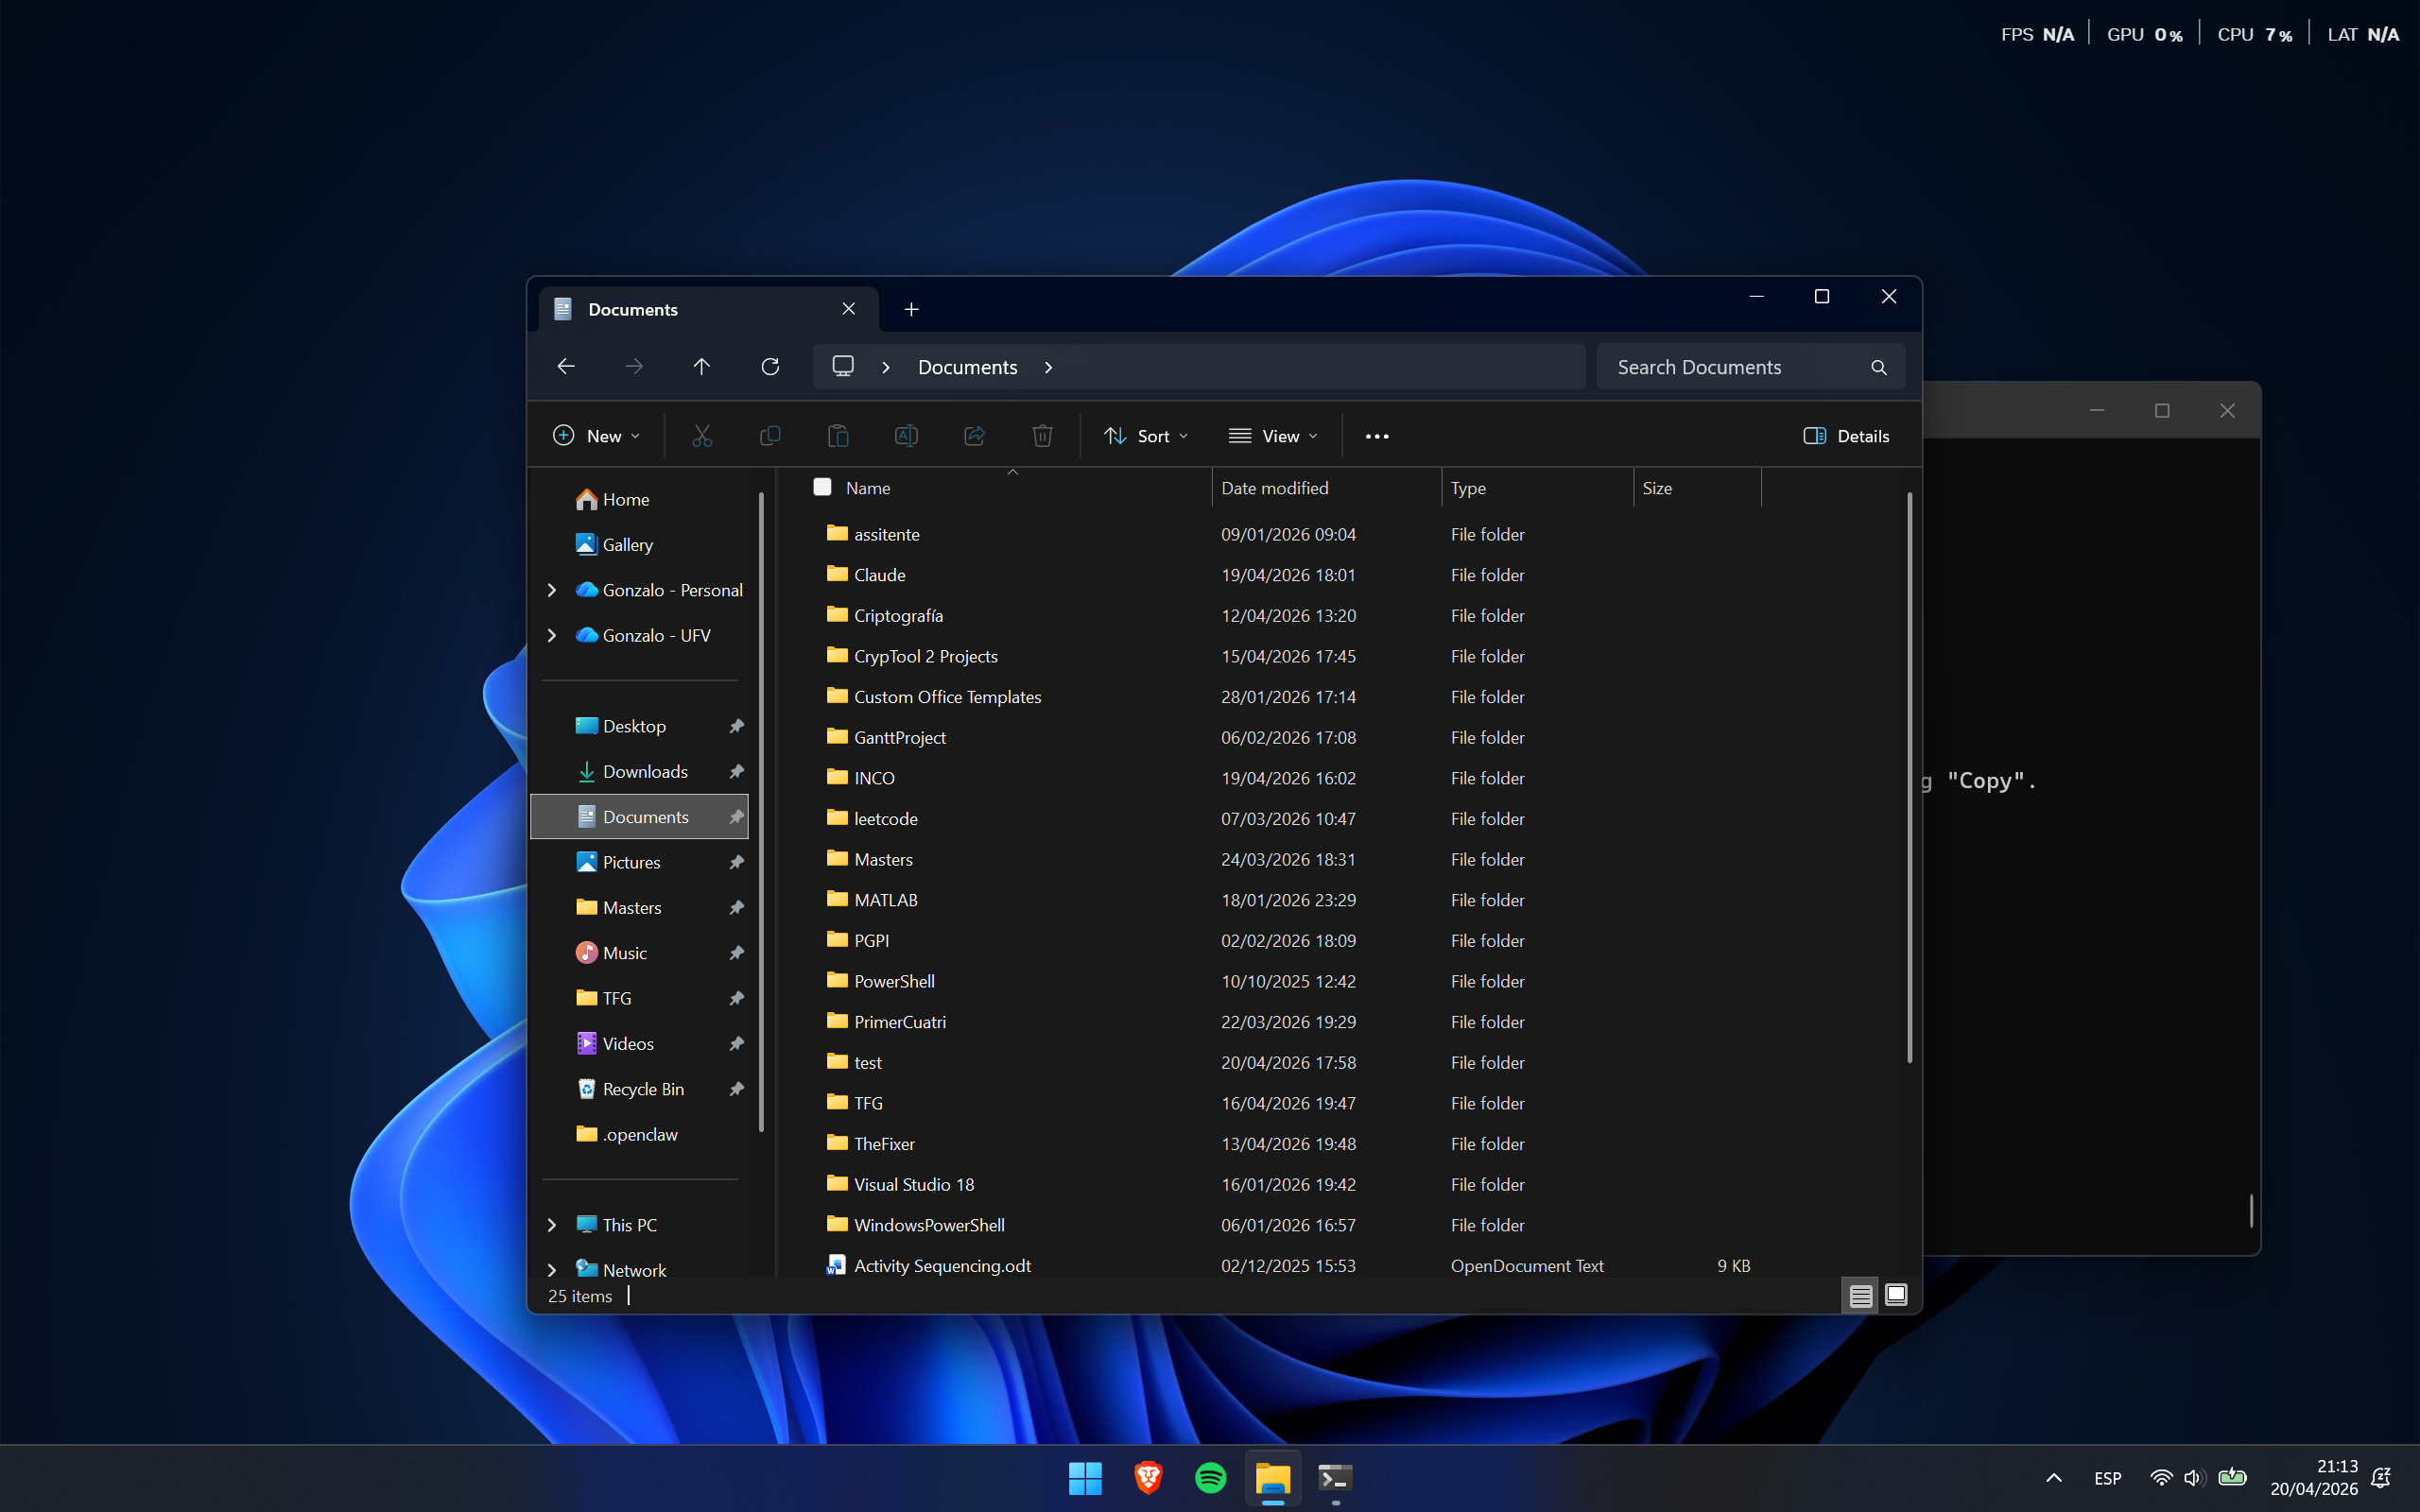 FPS N/A GPU 0% CPU 7% LAT N/A
Documents
Documents
Search Documents
New
Sort
View
Details
Home
Gallery
Gonzalo - Personal
Gonzalo - UFV
Desktop
Downloads
Documents
Pictures
Masters
Music
TFG
Videos
Recycle Bin
.openclaw
This PC
Network
Name Date modified Type Size
assitente 09/01/2026 09:04 File folder
Claude 19/04/2026 18:01 File folder
Criptografía 12/04/2026 13:20 File folder
CrypTool 2 Projects 15/04/2026 17:45 File folder
Custom Office Templates 28/01/2026 17:14 File folder
GanttProject 06/02/2026 17:08 File folder
INCO 19/04/2026 16:02 File folder
leetcode 07/03/2026 10:47 File folder
Masters 24/03/2026 18:31 File folder
MATLAB 18/01/2026 23:29 File folder
PGPI 02/02/2026 18:09 File folder
PowerShell 10/10/2025 12:42 File folder
PrimerCuatri 22/03/2026 19:29 File folder
test 20/04/2026 17:58 File folder
TFG 16/04/2026 19:47 File folder
TheFixer 13/04/2026 19:48 File folder
Visual Studio 18 16/01/2026 19:42 File folder
WindowsPowerShell 06/01/2026 16:57 File folder
Activity Sequencing.odt 02/12/2025 15:53 OpenDocument Text 9 KB
25 items
g "Copy".
ESP
21:13
20/04/2026